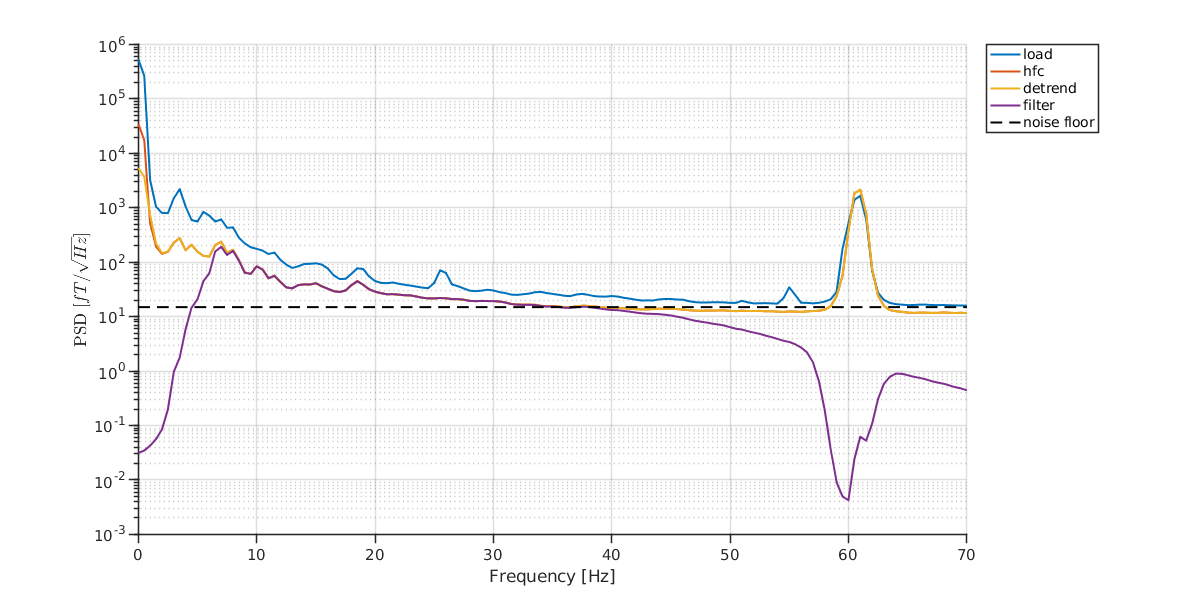 load
hfc
detrend
filter
noise floor
PSD [fT/√Hz]
10^6
10^5
10^4
10^3
10^2
10^1
10^0
10^-1
10^-2
10^-3
0 10 20 30 40 50 60 70
Frequency [Hz]